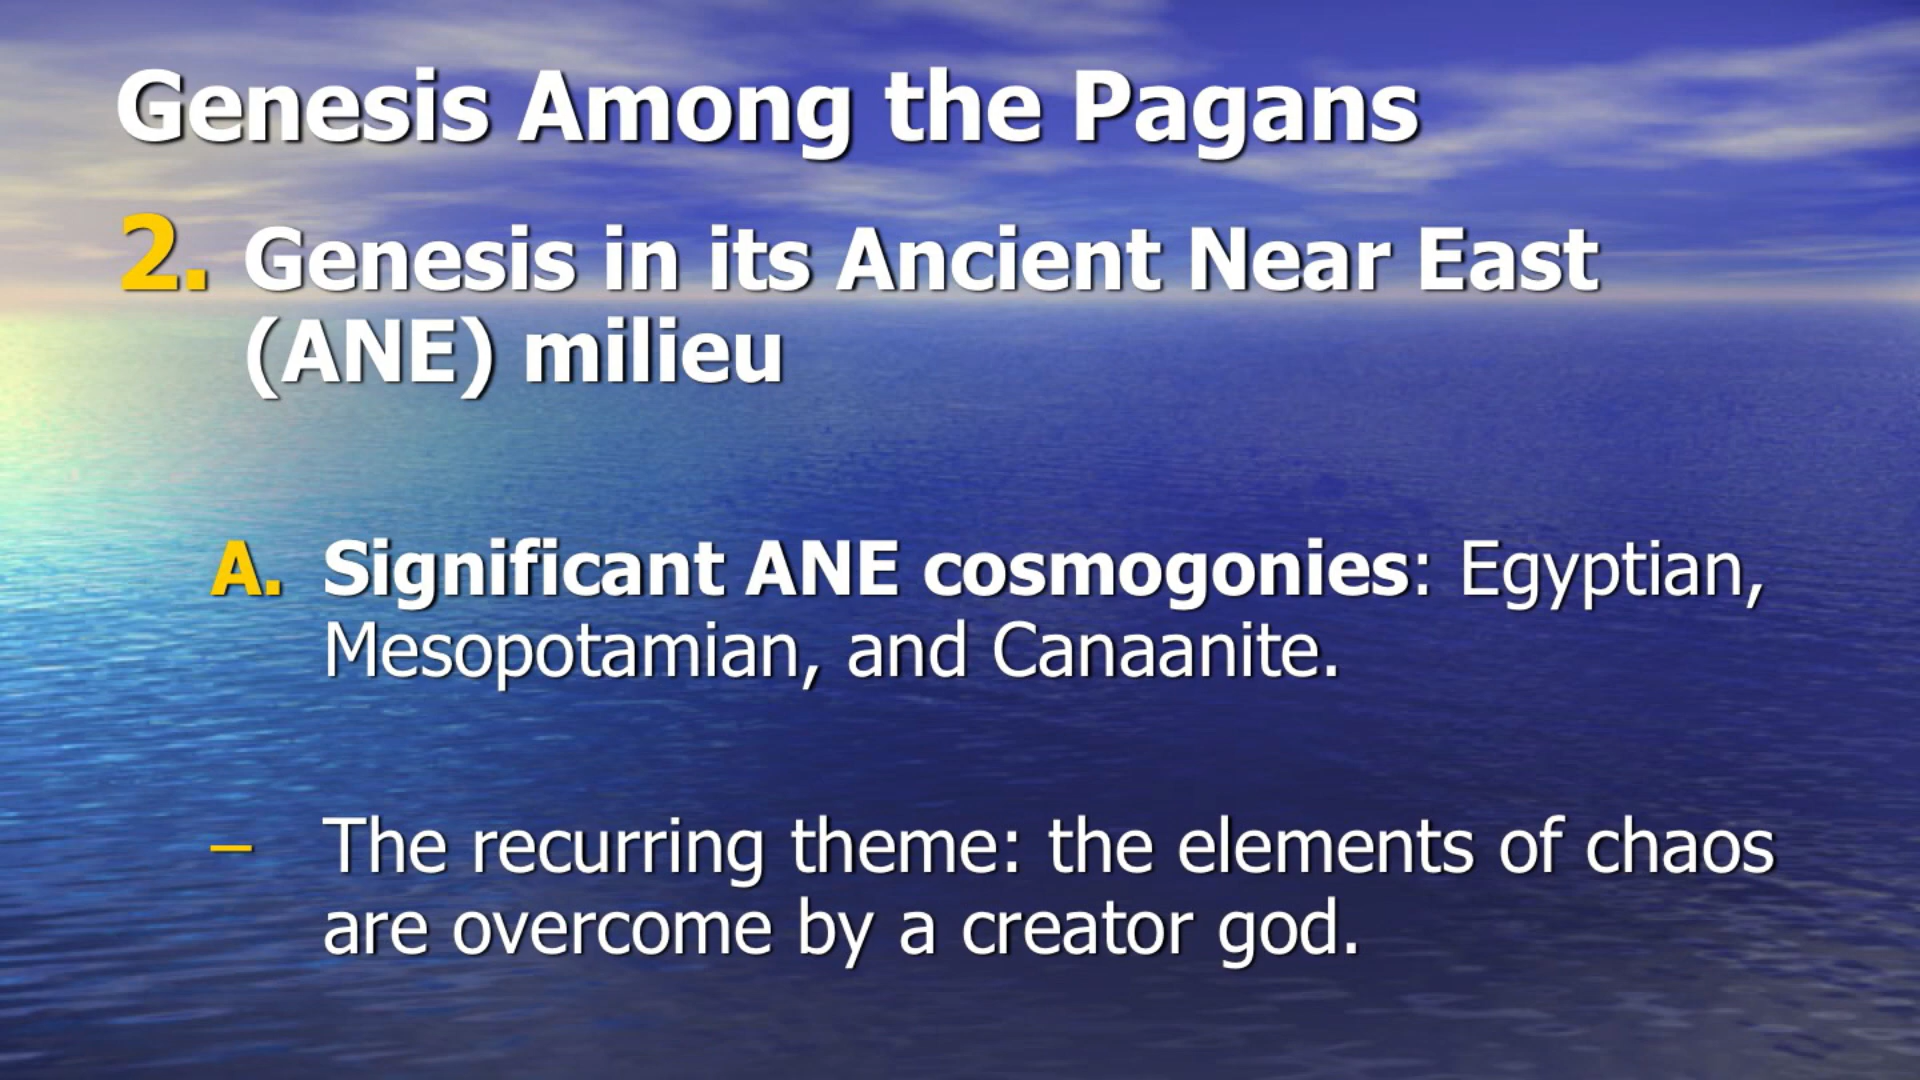 Genesis Among the Pagans
2. Genesis in its Ancient Near East
(ANE) milieu
A. Significant ANE cosmogonies: Egyptian,
Mesopotamian, and Canaanite.
– The recurring theme: the elements of chaos
are overcome by a creator god.